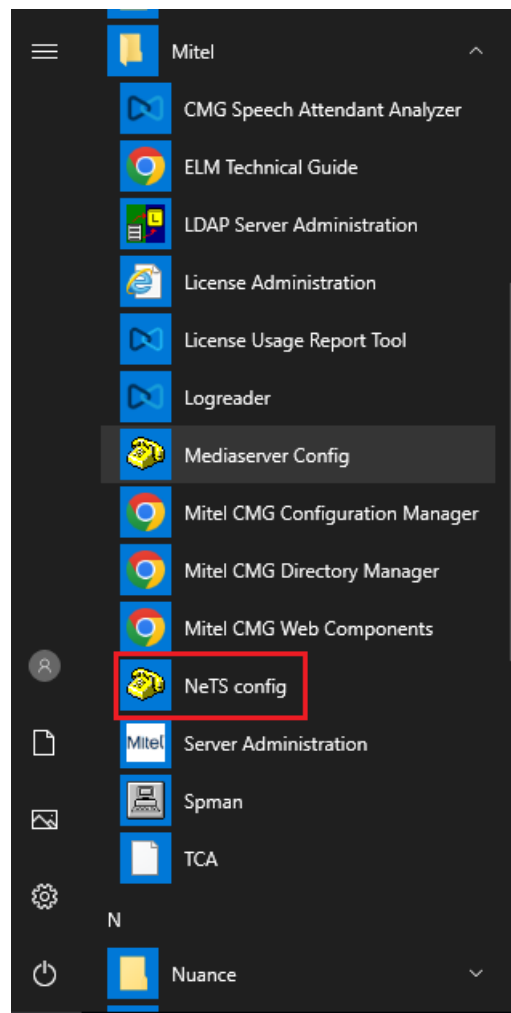 Mitel
CMG Speech Attendant Analyzer
ELM Technical Guide
L
LDAP Server Administration
License Administration
License Usage Report Tool
Logreader
Mediaserver Config
Mitel CMG Configuration Manager
Mitel CMG Directory Manager
Mitel CMG Web Components
NeTS config
Mitel
Server Administration
Spman
TCA
N
Nuance